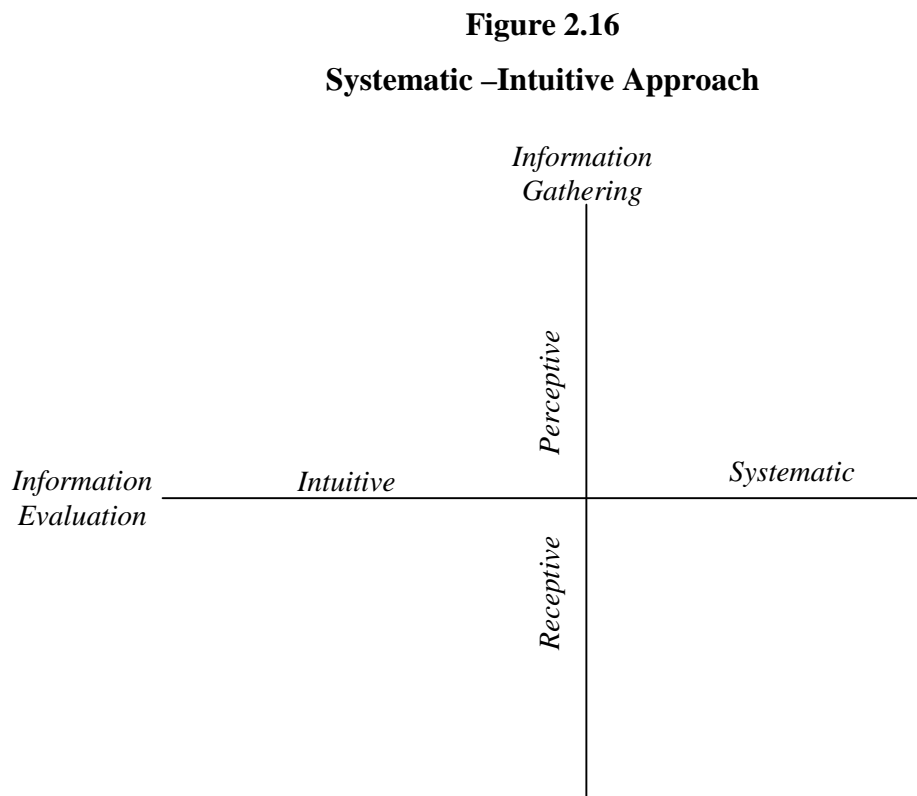 Figure 2.16
Systematic –Intuitive Approach
Information
Gathering
Perceptive
Systematic
Intuitive
Information
Evaluation
Receptive